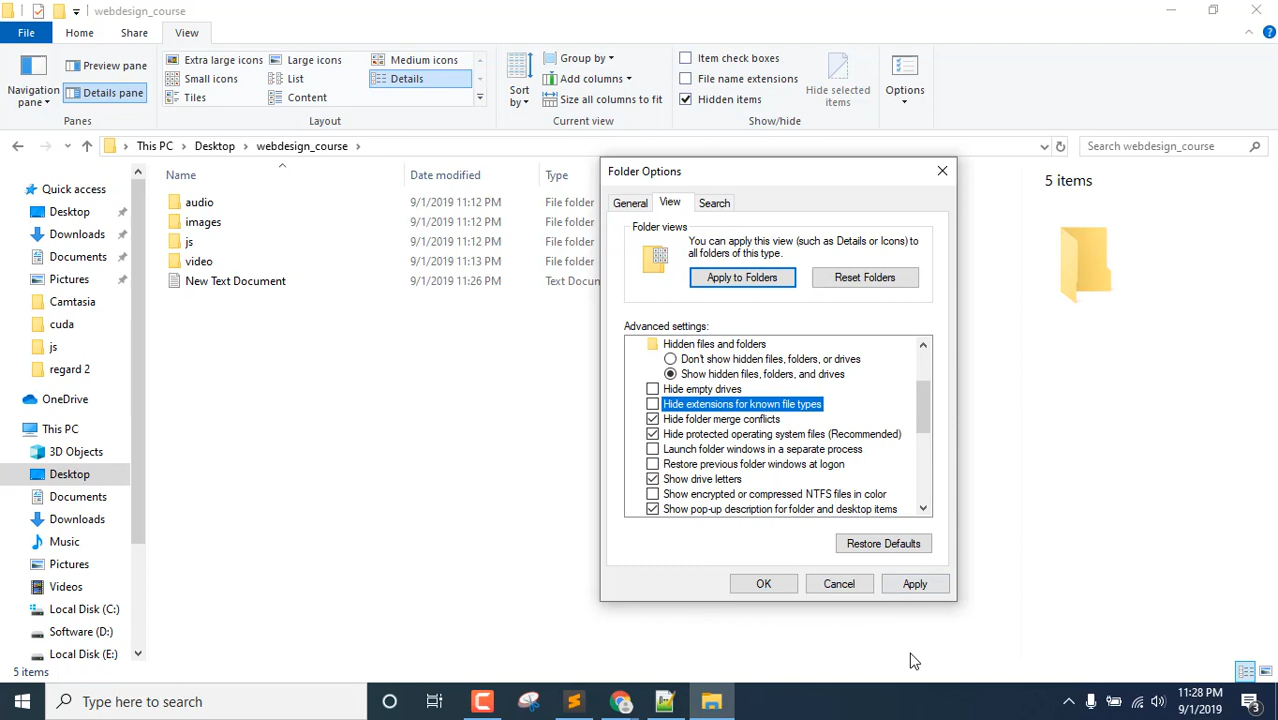 webdesign_course
File Home Share View
Extra large icons Large icons Medium icons
Small icons List Details
Tiles Content
Preview pane
Details pane
Navigation pane
Panes
Layout
Sort by
Group by
Add columns
Size all columns to fit
Current view
Item check boxes
File name extensions
Hidden items
Hide selected items
Show/hide
Options
This PC Desktop webdesign_course
Search webdesign_course
Quick access
Desktop
Downloads
Documents
Pictures
Camtasia
cuda
js
regard 2
OneDrive
This PC
3D Objects
Desktop
Documents
Downloads
Music
Pictures
Videos
Local Disk (C:)
Software (D:)
Local Disk (E:)
Name Date modified Type
audio 9/1/2019 11:12 PM File folder
images 9/1/2019 11:12 PM File folder
js 9/1/2019 11:12 PM File folder
video 9/1/2019 11:13 PM File folder
New Text Document 9/1/2019 11:26 PM Text Docun
Folder Options
General View Search
Folder views
You can apply this view (such as Details or Icons) to
all folders of this type.
Apply to Folders Reset Folders
Advanced settings:
Hidden files and folders
Don't show hidden files, folders, or drives
Show hidden files, folders, and drives
Hide empty drives
Hide extensions for known file types
Hide folder merge conflicts
Hide protected operating system files (Recommended)
Launch folder windows in a separate process
Restore previous folder windows at logon
Show drive letters
Show encrypted or compressed NTFS files in color
Show pop-up description for folder and desktop items
Restore Defaults
OK Cancel Apply
5 items
5 items
Type here to search
11:28 PM
9/1/2019
3